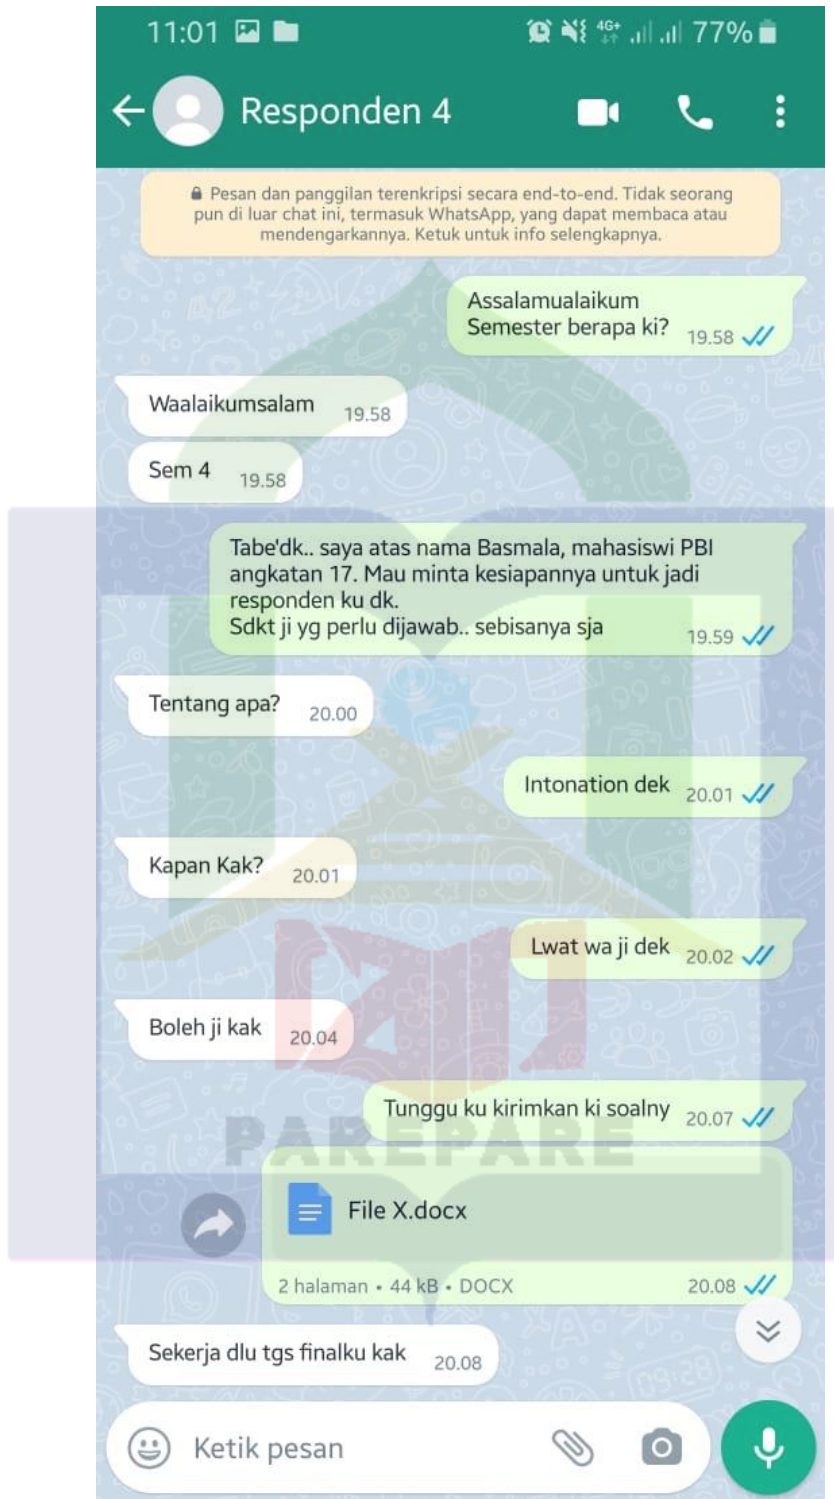 11:01 4G+ 77%
Responden 4
Pesan dan panggilan terenkripsi secara end-to-end. Tidak seorang
pun di luar chat ini, termasuk WhatsApp, yang dapat membaca atau
mendengarkannya. Ketuk untuk info selengkapnya.
Assalamualaikum
Semester berapa ki? 19.58
Waalaikumsalam 19.58
Sem 4 19.58
Tabe'dk.. saya atas nama Basmala, mahasiswi PBI
angkatan 17. Mau minta kesiapannya untuk jadi
responden ku dk.
Sdkt ji yg perlu dijawab.. sebisanya sja 19.59
Tentang apa? 20.00
Intonation dek 20.01
Kapan Kak? 20.01
Lwat wa ji dek 20.02
Boleh ji kak 20.04
Tunggu ku kirimkan ki soalny 20.07
PAREPARE
File X.docx
2 halaman • 44 kB • DOCX 20.08
Sekerja dlu tgs finalku kak 20.08
Ketik pesan